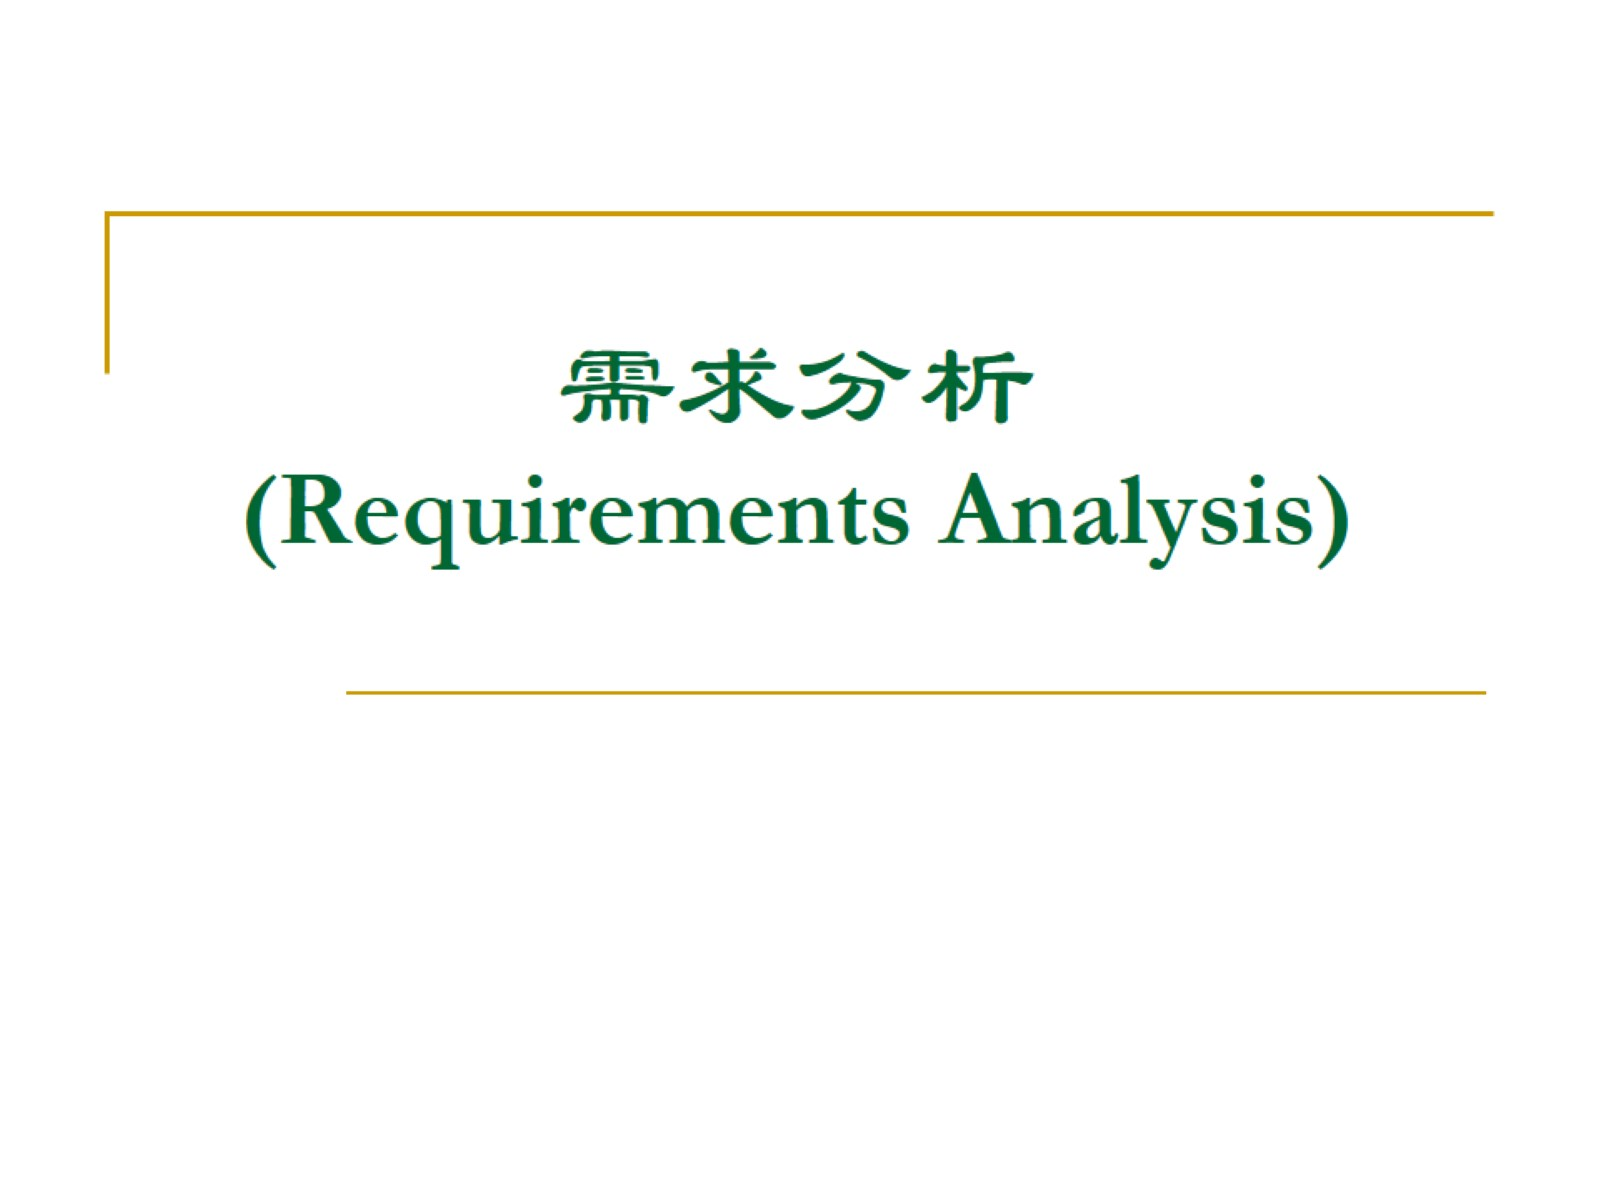 需求分析
(Requirements Analysis)